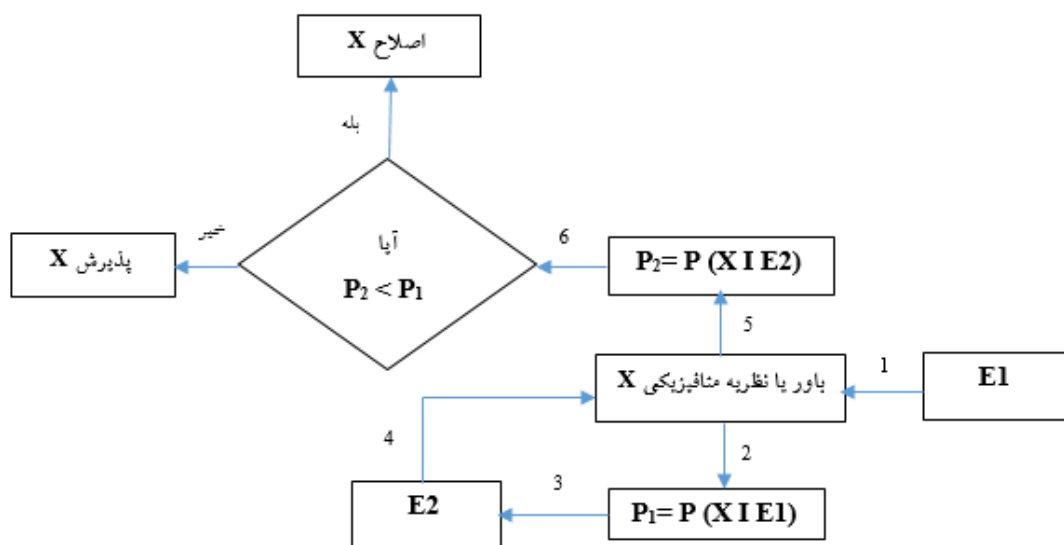 اصلاح X
بله
خیر
پذیرش X
آیا
P₂ < P₁
6
P₂= P (X I E2)
5
باور یا نظریه متافیزیکی X
1
E1
4
2
3
E2
P₁= P (X I E1)